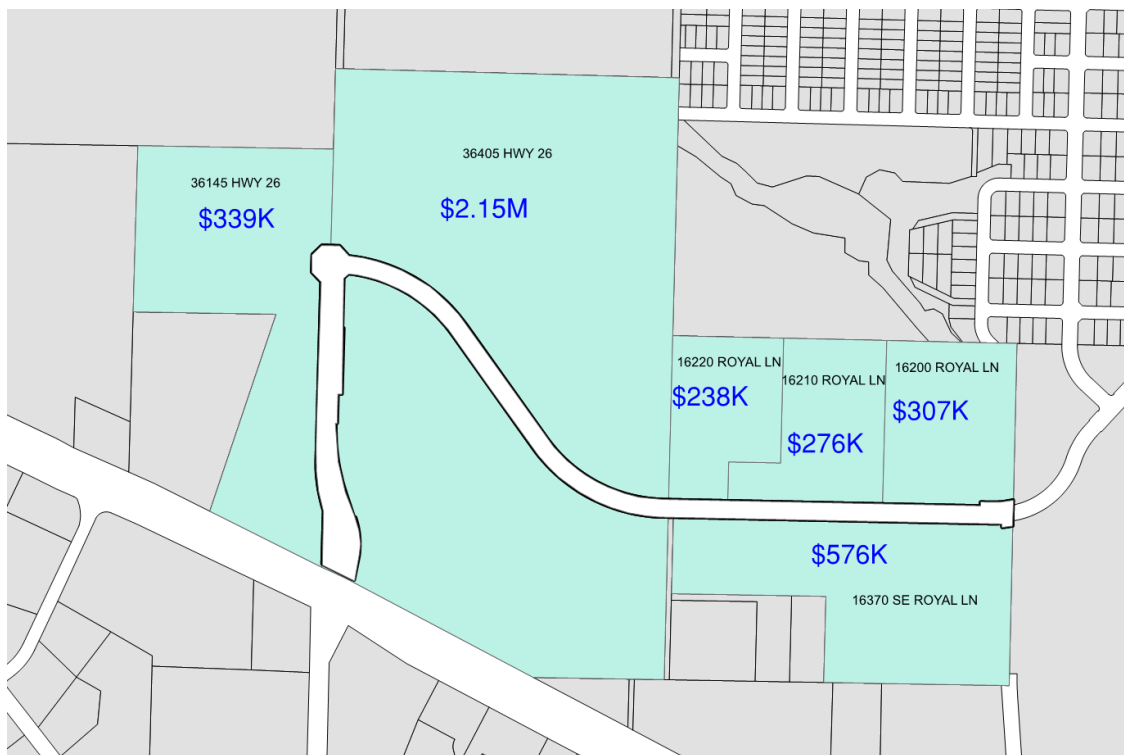 36405 HWY 26
36145 HWY 26
$339K
$2.15M
16220 ROYAL LN
16210 ROYAL LN
16200 ROYAL LN
$238K
$276K
$307K
$576K
16370 SE ROYAL LN